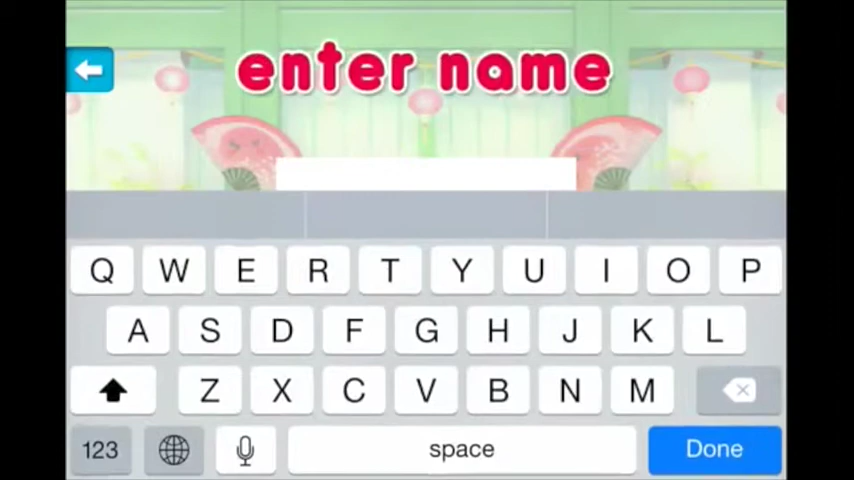 enter name
Q W E R T Y U I O P
A S D F G H J K L
Z X C V B N M
123 space Done